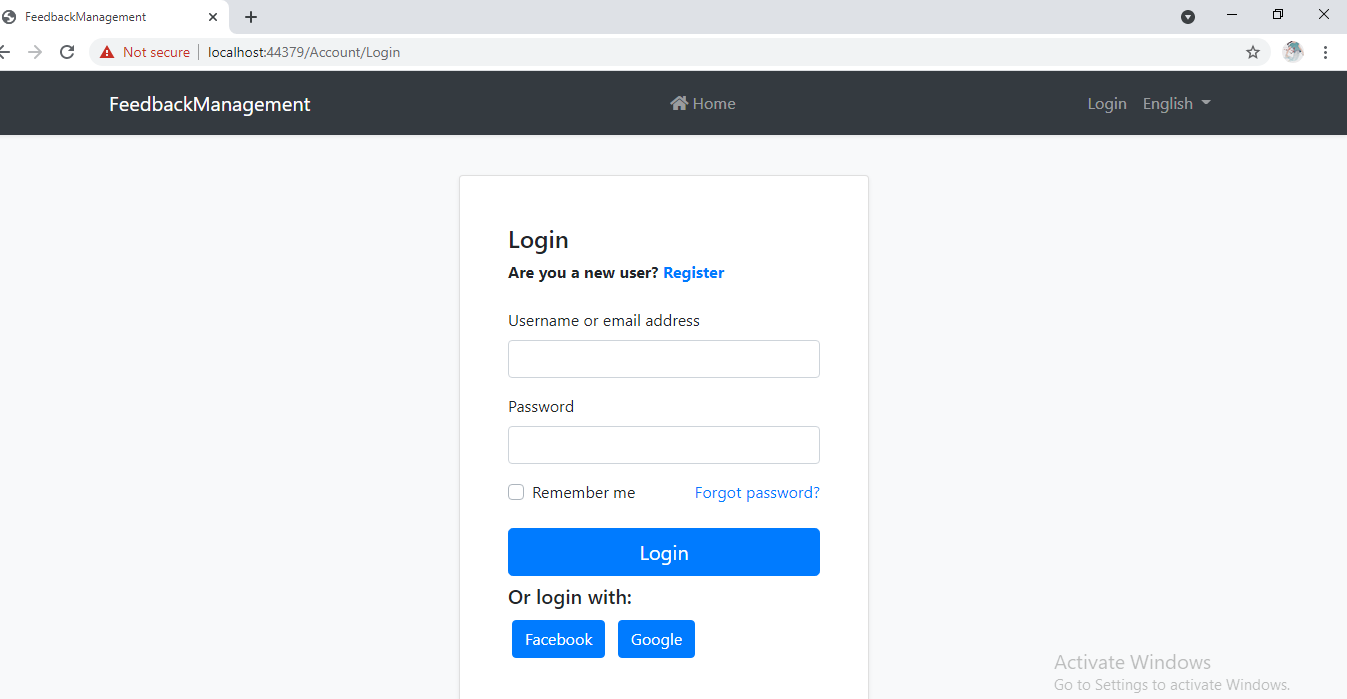 FeedbackManagement
Not secure localhost:44379/Account/Login
FeedbackManagement Home Login English
Login
Are you a new user? Register
Username or email address
Password
Remember me Forgot password?
Login
Or login with:
Facebook Google
Activate Windows
Go to Settings to activate Windows.